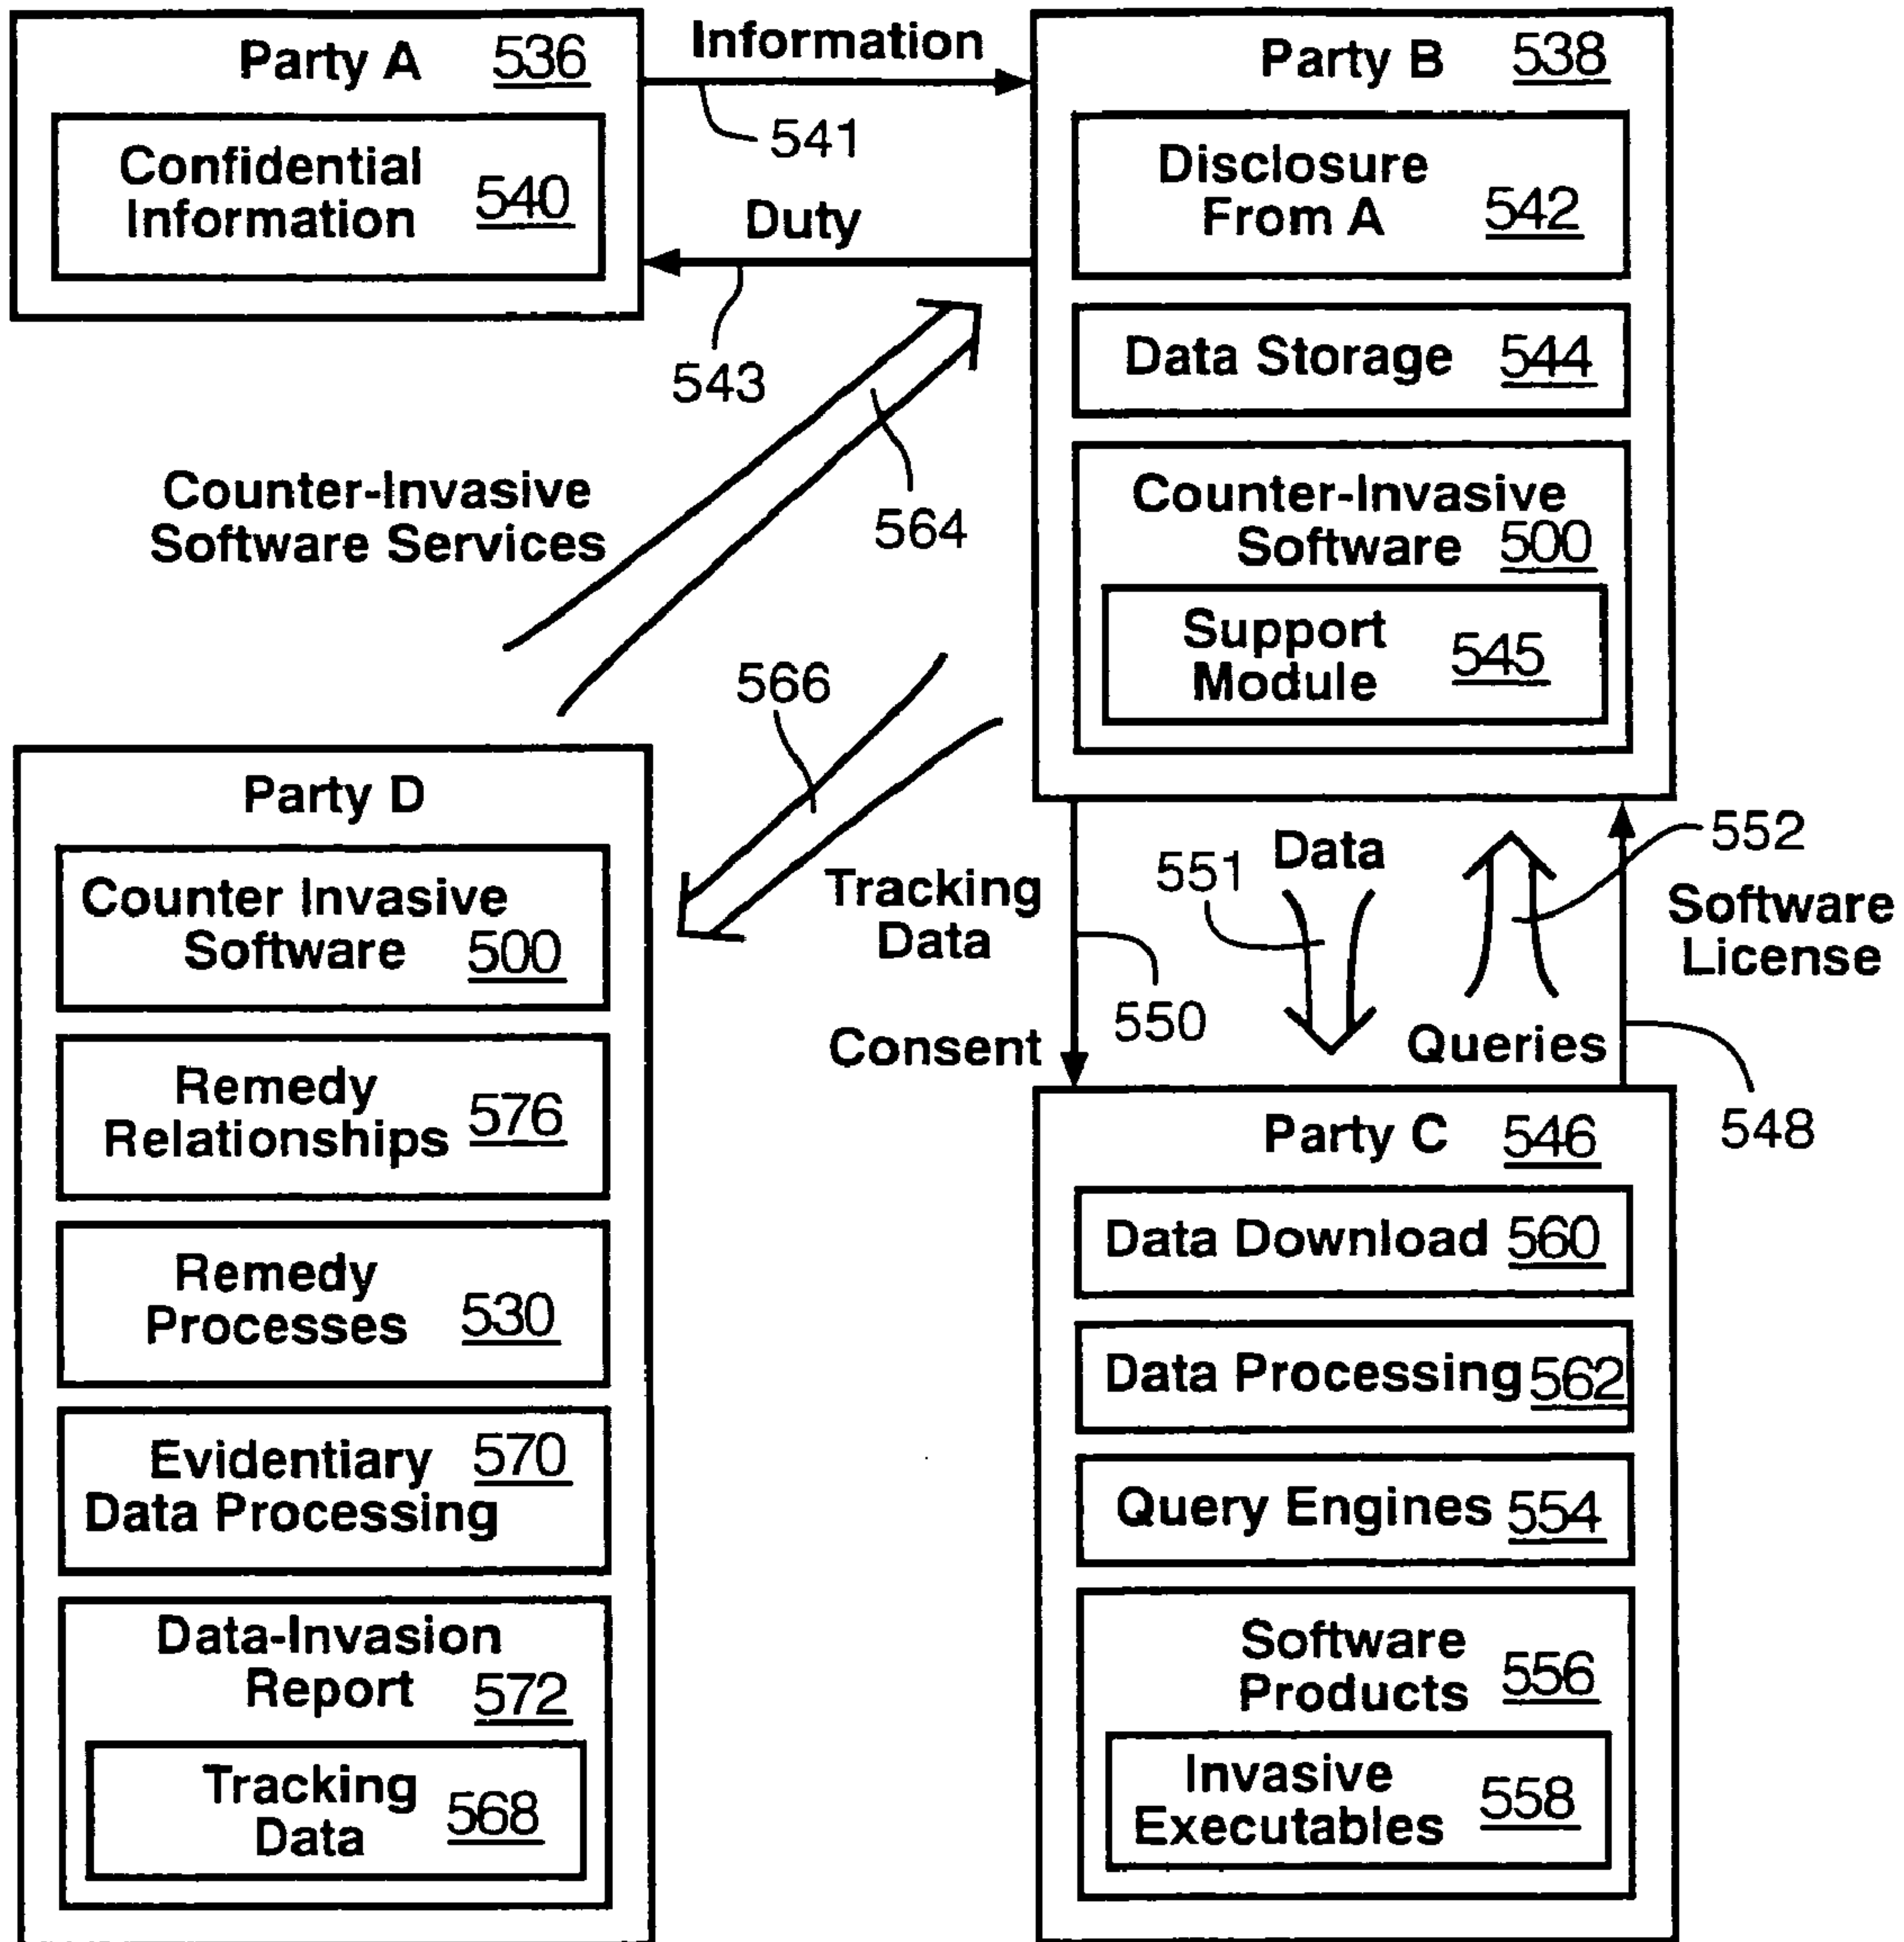 Party A 536
Confidential
Information 540
Information
541
Duty
543
Party B 538
Disclosure
From A 542
Data Storage 544
Counter-Invasive
Software 500
Support
Module 545
Counter-Invasive
Software Services
564
566
Tracking
Data
Party D
Counter Invasive
Software 500
Remedy
Relationships 576
Remedy
Processes 530
Evidentiary 570
Data Processing
Data-Invasion
Report 572
Tracking
Data 568
551 Data
552
Software
License
550
Consent
Queries
548
Party C 546
Data Download 560
Data Processing 562
Query Engines 554
Software
Products 556
Invasive
Executables 558